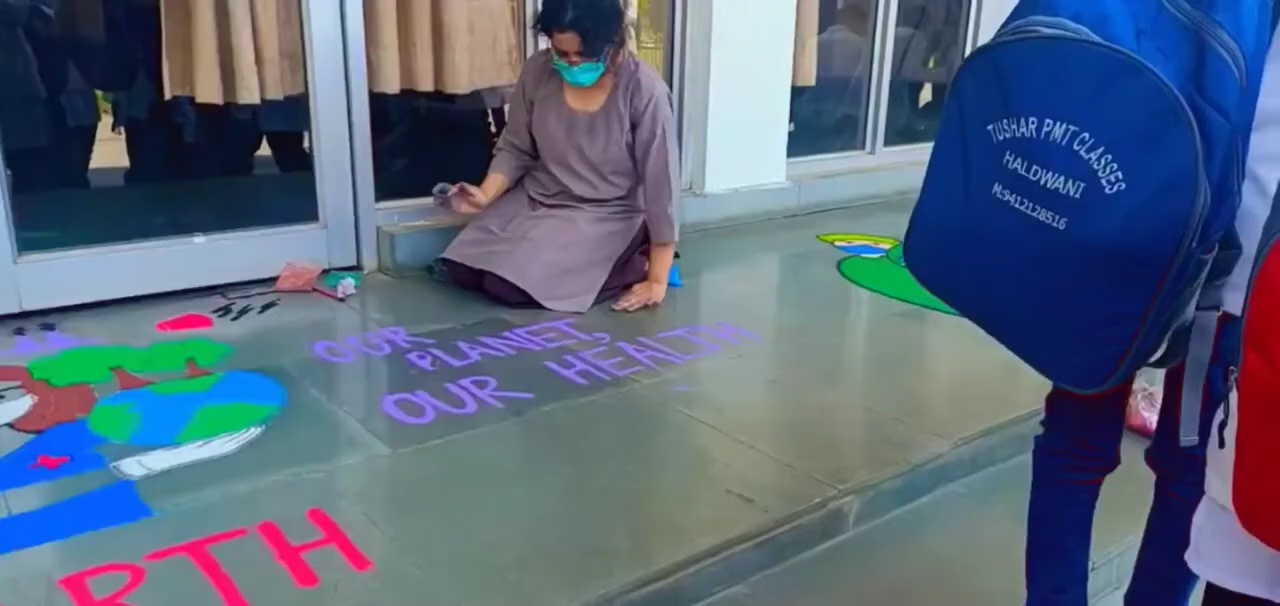 OUR
PLANET,
OUR HEALTH
RTH
TUSHAR PMT CLASSES
HALDWANI
M:9412128516